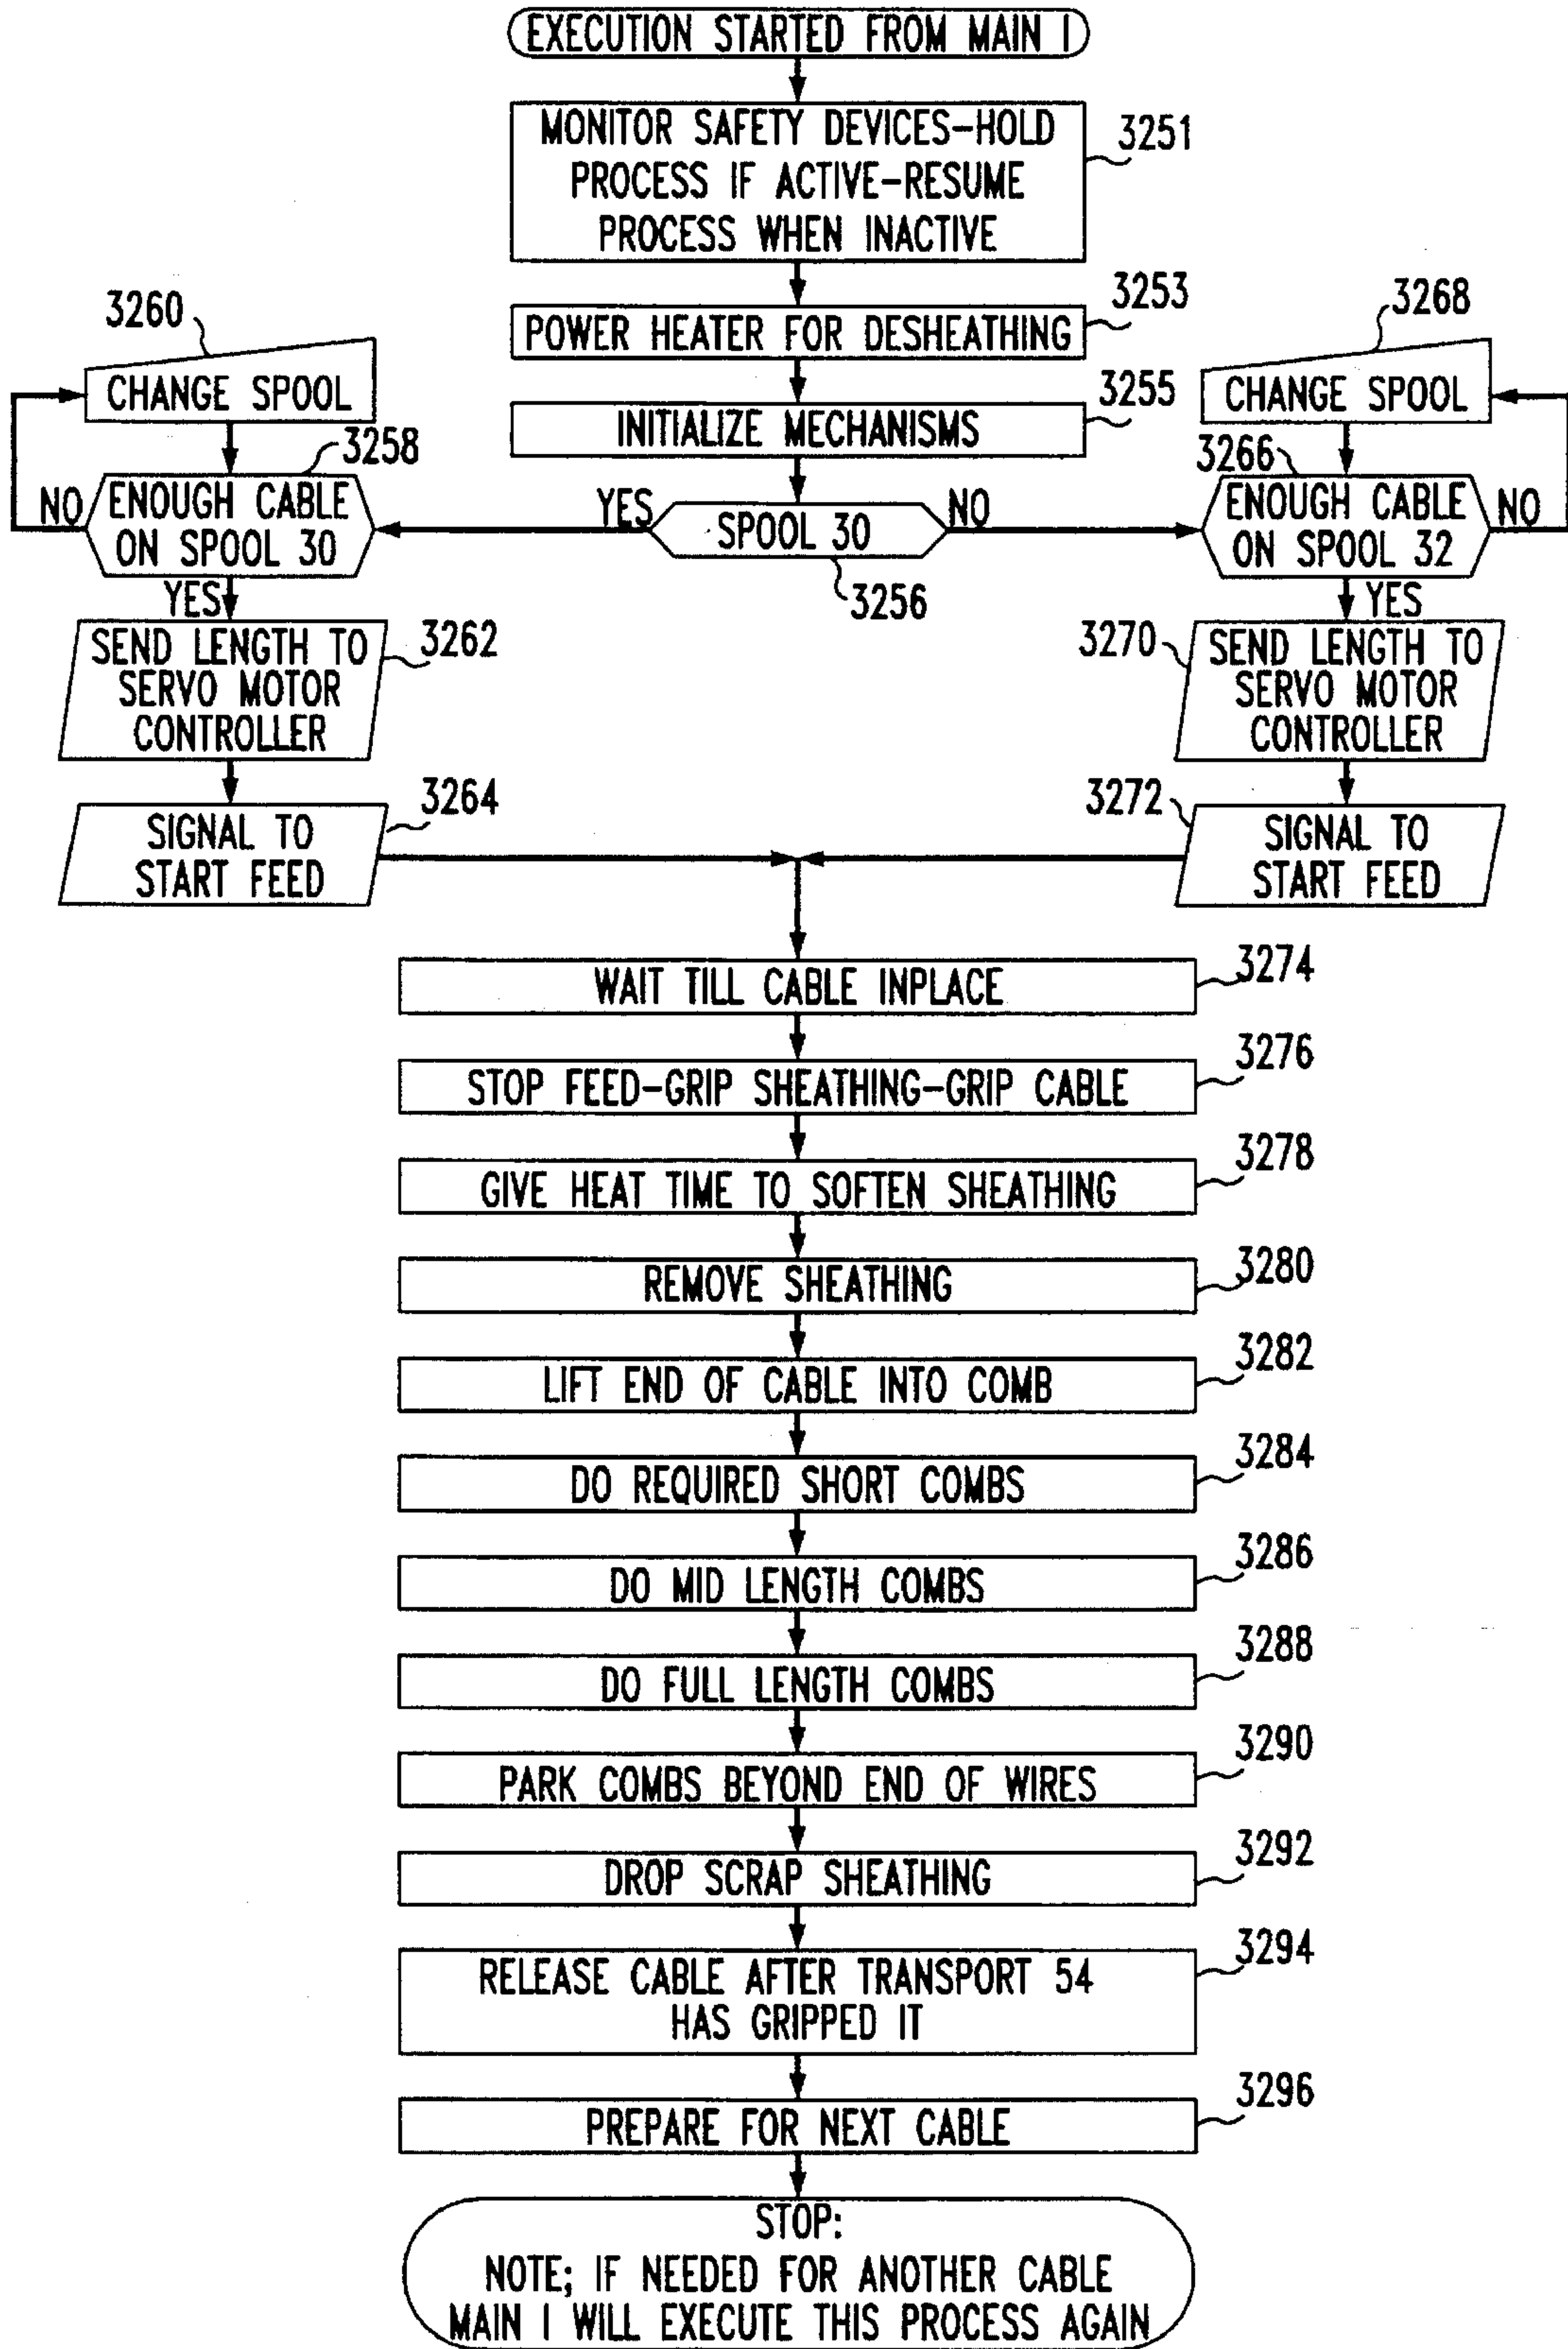 EXECUTION STARTED FROM MAIN I
MONITOR SAFETY DEVICES-HOLD
PROCESS IF ACTIVE-RESUME
PROCESS WHEN INACTIVE
3251
POWER HEATER FOR DESHEATHING
3253
INITIALIZE MECHANISMS
3255
SPOOL 30
3256
YES
NO
3260
CHANGE SPOOL
3258
ENOUGH CABLE
ON SPOOL 30
NO
YES
SEND LENGTH TO
SERVO MOTOR
CONTROLLER
3262
SIGNAL TO
START FEED
3264
3268
CHANGE SPOOL
3266
ENOUGH CABLE
ON SPOOL 32
NO
YES
3270
SEND LENGTH TO
SERVO MOTOR
CONTROLLER
3272
SIGNAL TO
START FEED
WAIT TILL CABLE INPLACE
3274
STOP FEED-GRIP SHEATHING-GRIP CABLE
3276
GIVE HEAT TIME TO SOFTEN SHEATHING
3278
REMOVE SHEATHING
3280
LIFT END OF CABLE INTO COMB
3282
DO REQUIRED SHORT COMBS
3284
DO MID LENGTH COMBS
3286
DO FULL LENGTH COMBS
3288
PARK COMBS BEYOND END OF WIRES
3290
DROP SCRAP SHEATHING
3292
RELEASE CABLE AFTER TRANSPORT 54
HAS GRIPPED IT
3294
PREPARE FOR NEXT CABLE
3296
STOP:
NOTE; IF NEEDED FOR ANOTHER CABLE
MAIN I WILL EXECUTE THIS PROCESS AGAIN